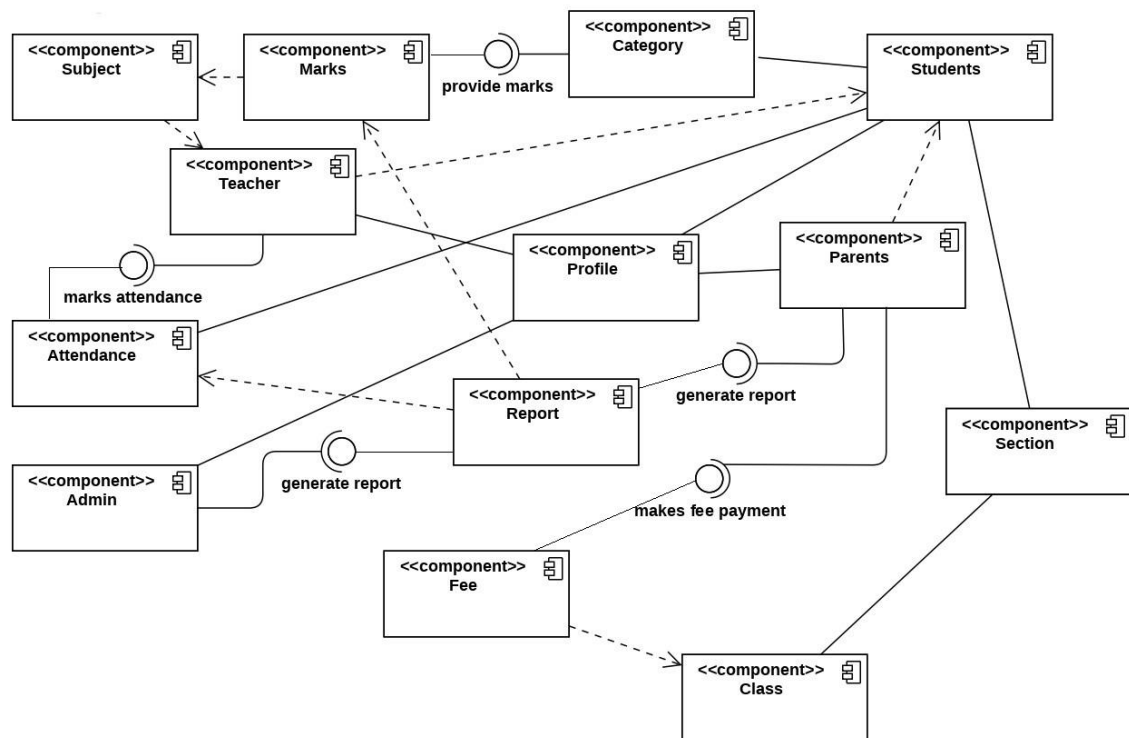 <<component>>
Subject
<<component>>
Marks
provide marks
<<component>>
Category
<<component>>
Students
<<component>>
Teacher
<<component>>
Profile
<<component>>
Parents
marks attendance
<<component>>
Attendance
<<component>>
Report
generate report
<<component>>
Section
<<component>>
Admin
generate report
makes fee payment
<<component>>
Fee
<<component>>
Class